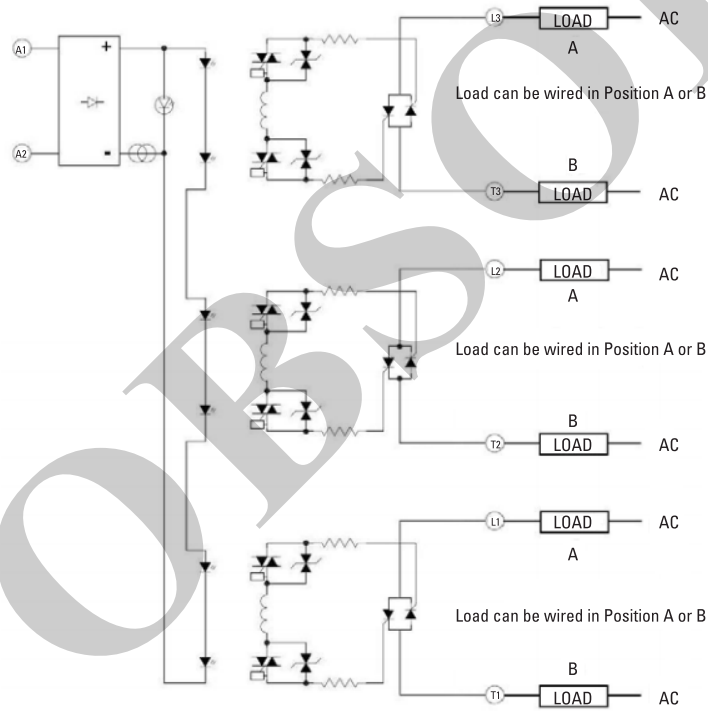 L3 LOAD AC
A1
A
+
Load can be wired in Position A or B
A2
-
B
T3 LOAD AC
L2 LOAD AC
A
Load can be wired in Position A or B
B
T2 LOAD AC
L1 LOAD AC
A
Load can be wired in Position A or B
B
T1 LOAD AC
OBSO